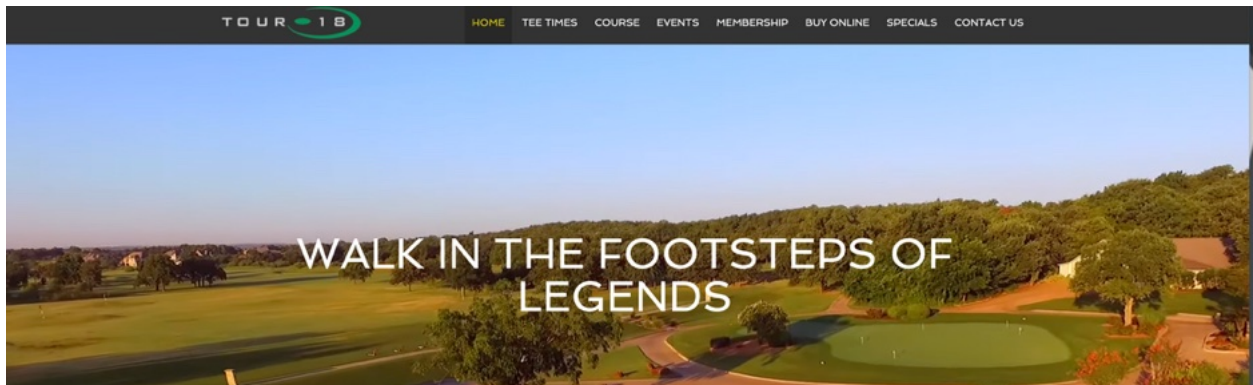 TOUR 18
HOME TEE TIMES COURSE EVENTS MEMBERSHIP BUY ONLINE SPECIALS CONTACT US
WALK IN THE FOOTSTEPS OF
LEGENDS